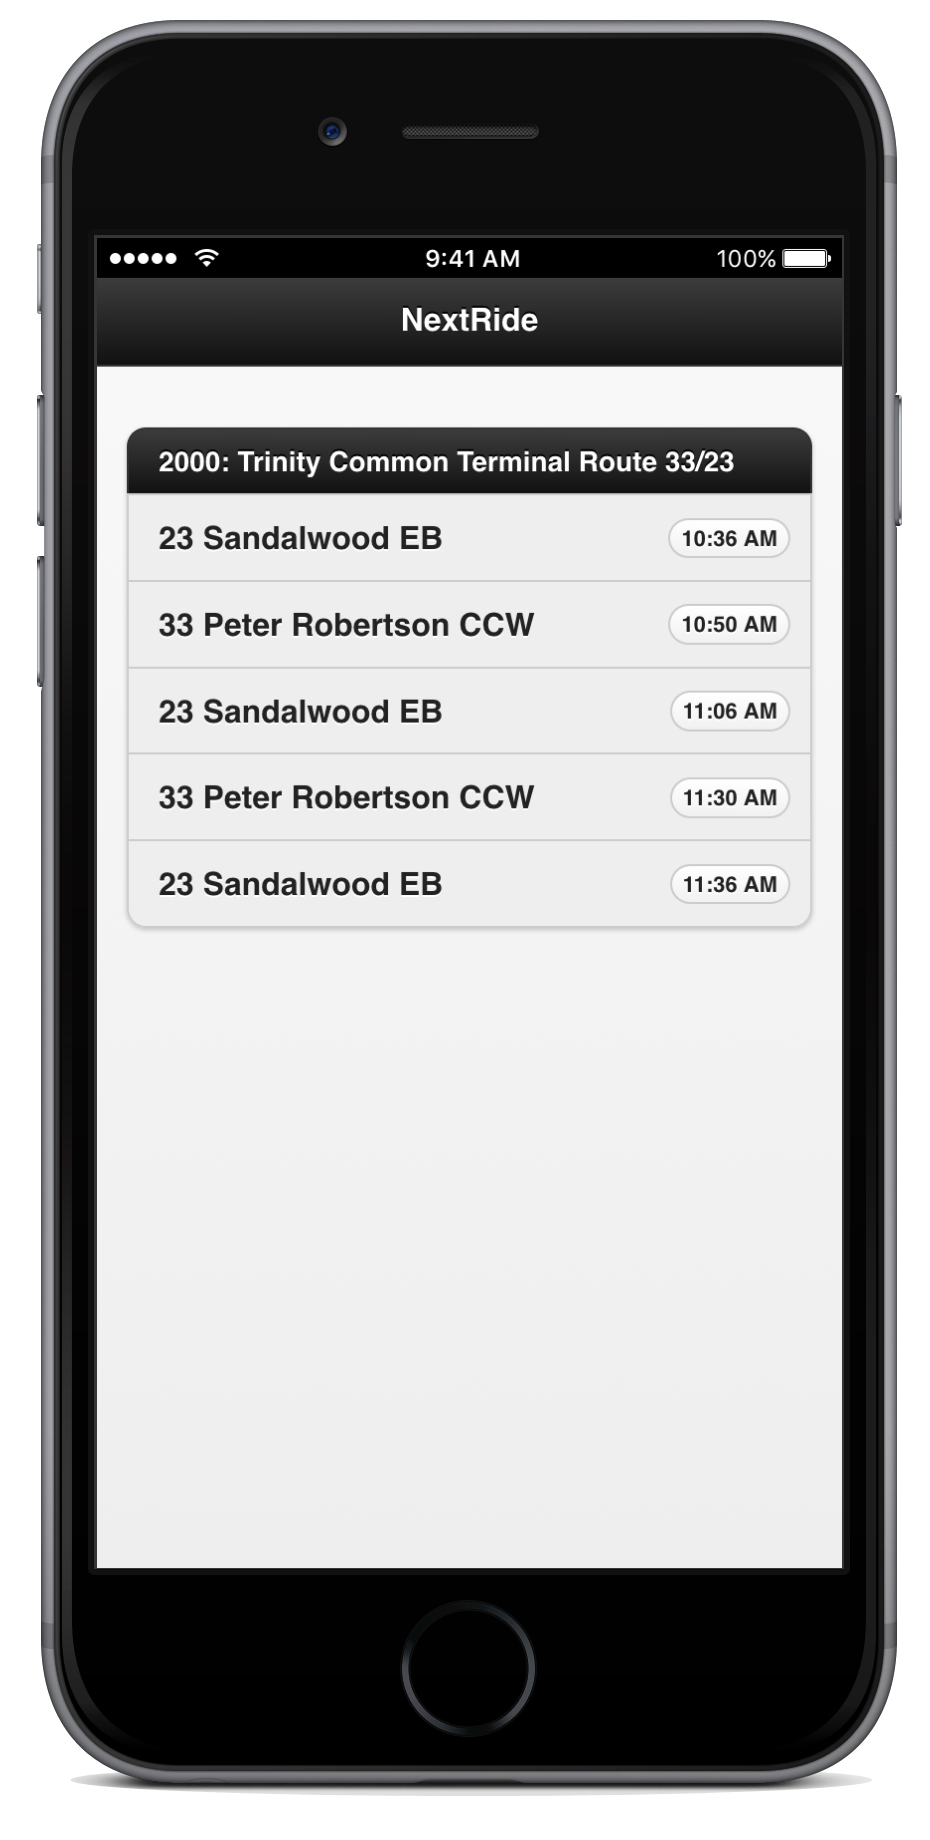 9:41 AM 100%
NextRide
2000: Trinity Common Terminal Route 33/23
23 Sandalwood EB 10:36 AM
33 Peter Robertson CCW 10:50 AM
23 Sandalwood EB 11:06 AM
33 Peter Robertson CCW 11:30 AM
23 Sandalwood EB 11:36 AM